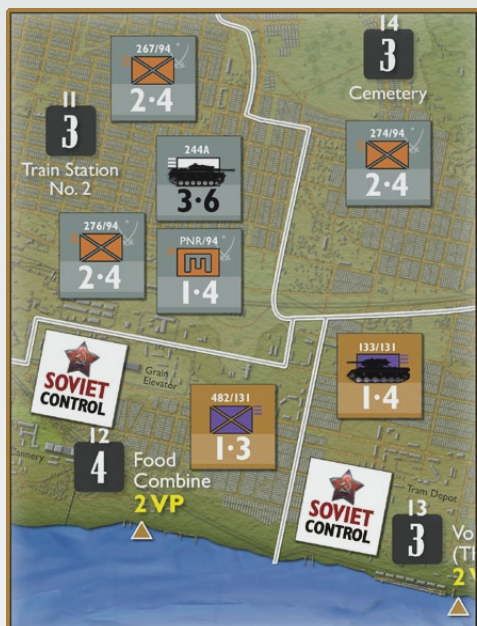 14
3
Cemetery
267/94
2·4
11
3
Train Station
No. 2
244A
3·6
274/94
2·4
276/94
2·4
PNR/94
1·4
SOVIET
CONTROL
Grain
Elevator
482/131
1·3
133/131
1·4
12
4
Food
Combine
2 VP
SOVIET
CONTROL
Tram Depot
13
3
2